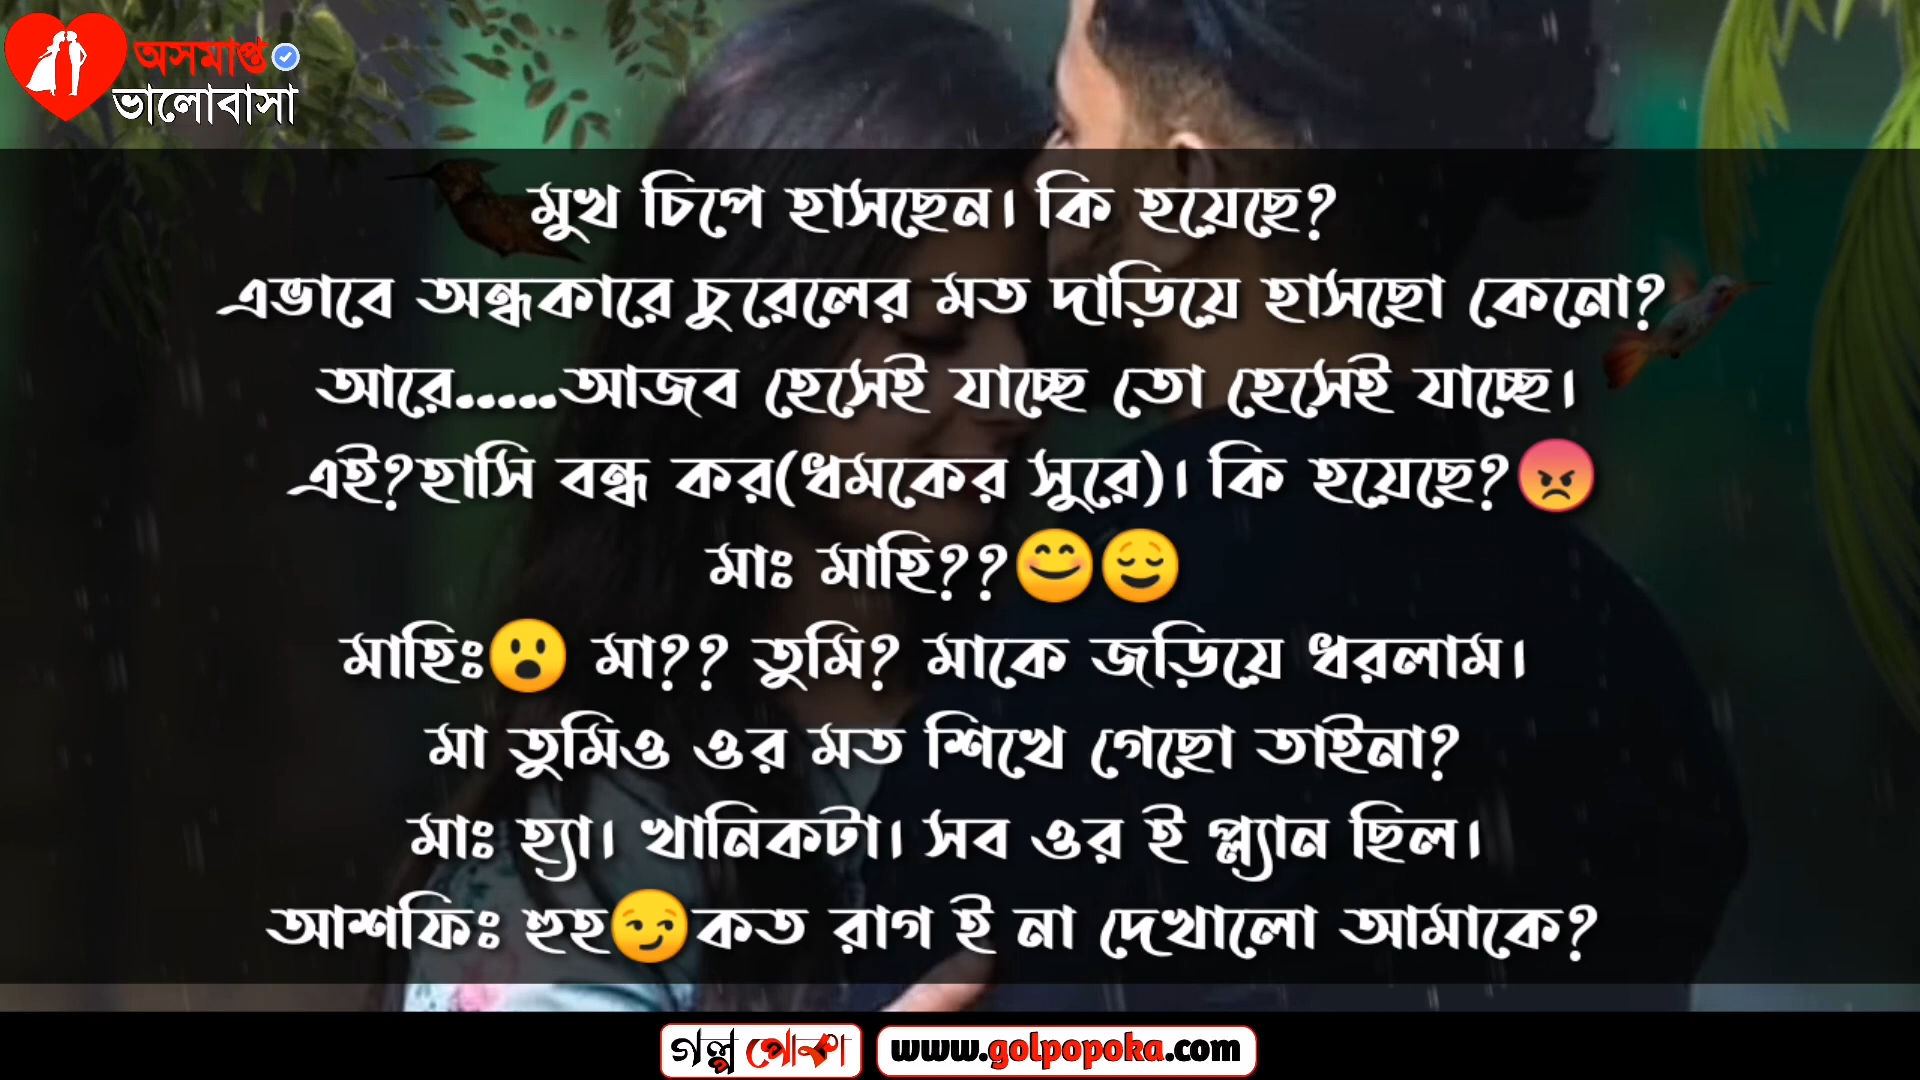 অসমাপ্ত
ভালোবাসা
মুখ চিপে হাসছেন। কি হয়েছে?
এভাবে অন্ধকারে চুরেলের মত দাড়িয়ে হাসছো কেনো?
আরে.....আজব হেসেই যাচ্ছে তো হেসেই যাচ্ছে।
এই?হাসি বন্ধ কর(ধমকের সুরে)। কি হয়েছে?😡
মাঃ মাহি??😊😌
মাহিঃ😮 মা?? তুমি? মাকে জড়িয়ে ধরলাম।
মা তুমিও ওর মত শিখে গেছো তাইনা?
মাঃ হ্যা। খানিকটা। সব ওর ই প্ল্যান ছিল।
আশফিঃ হুহ😏কত রাগ ই না দেখালো আমাকে?
গল্প পোকা www.golpopoka.com